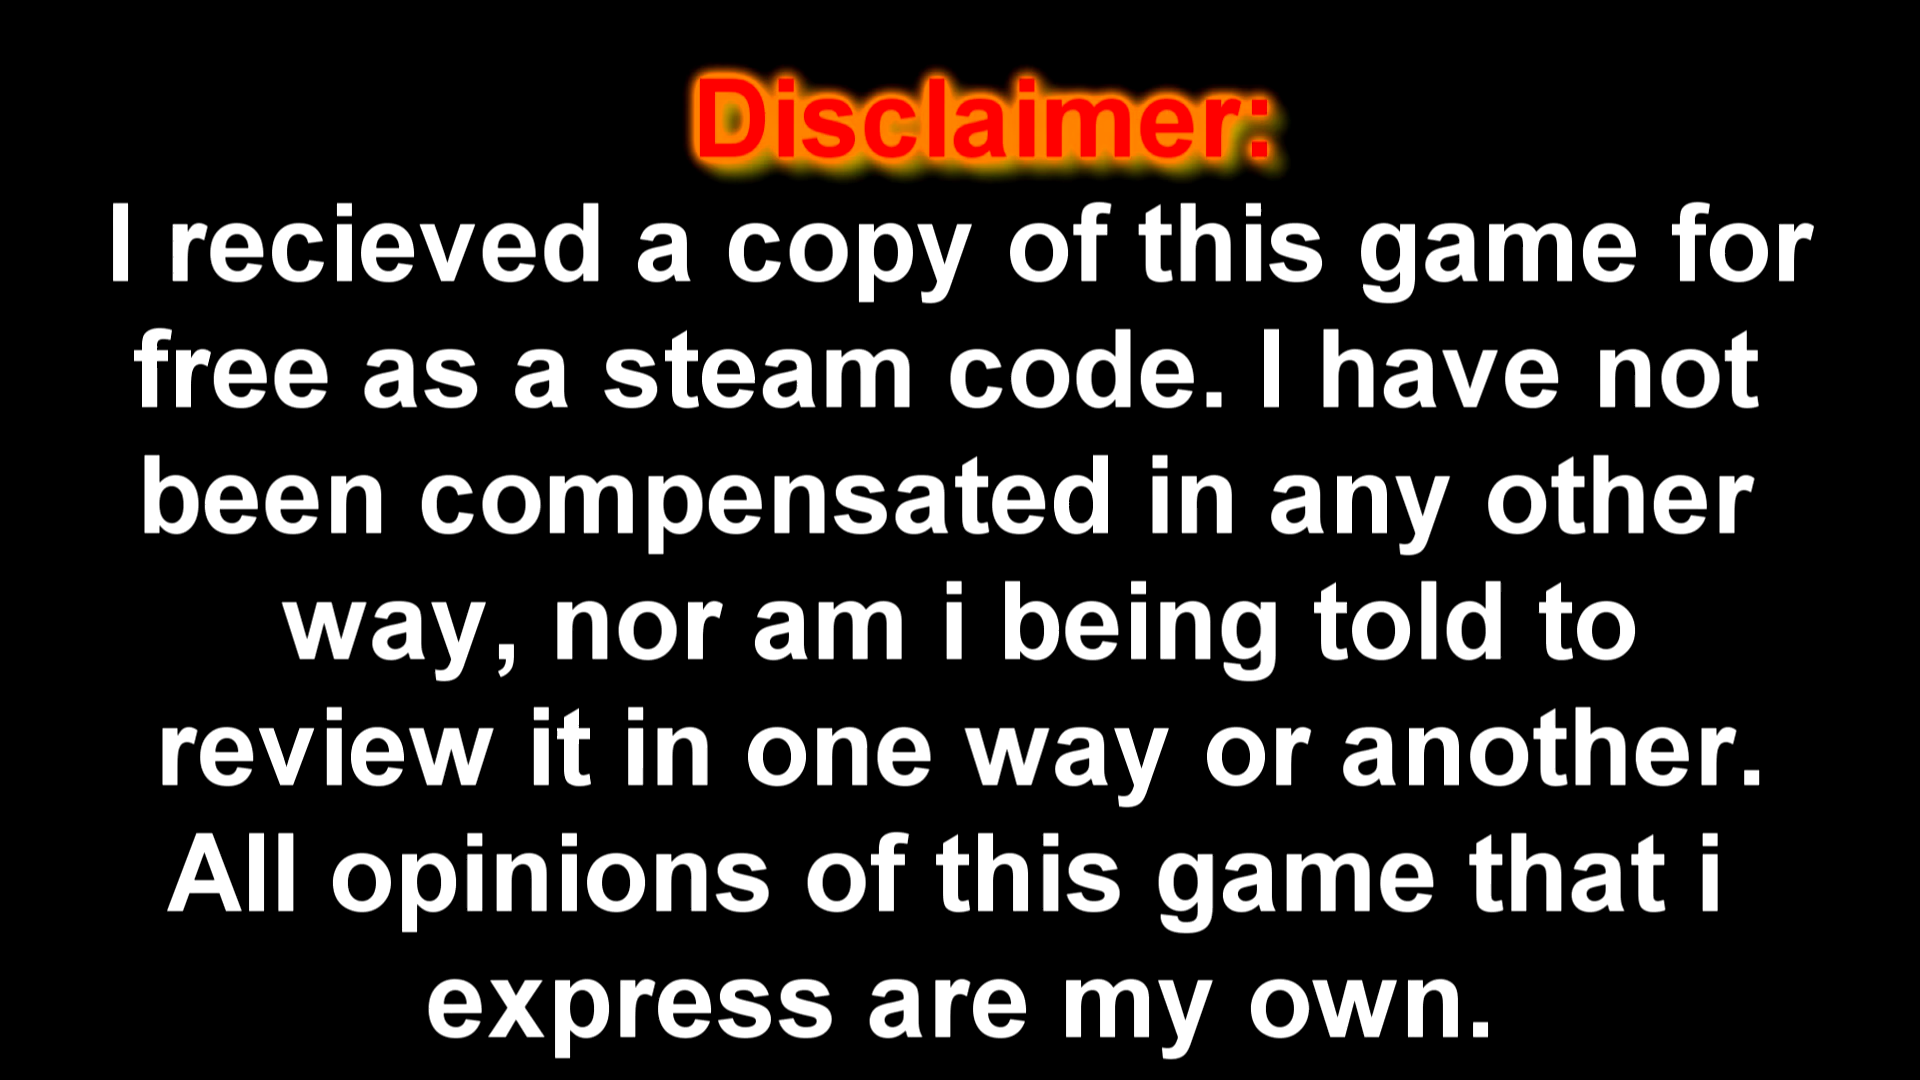 Disclaimer:
I recieved a copy of this game for
free as a steam code. I have not
been compensated in any other
way, nor am i being told to
review it in one way or another.
All opinions of this game that i
express are my own.